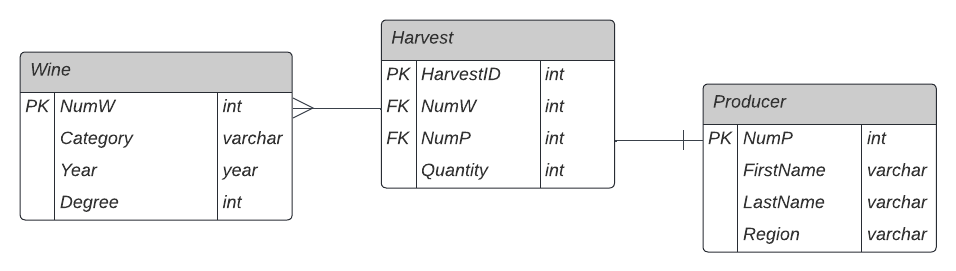 Wine
PK NumW int
Category varchar
Year year
Degree int
Harvest
PK HarvestID int
FK NumW int
FK NumP int
Quantity int
Producer
PK NumP int
FirstName varchar
LastName varchar
Region varchar